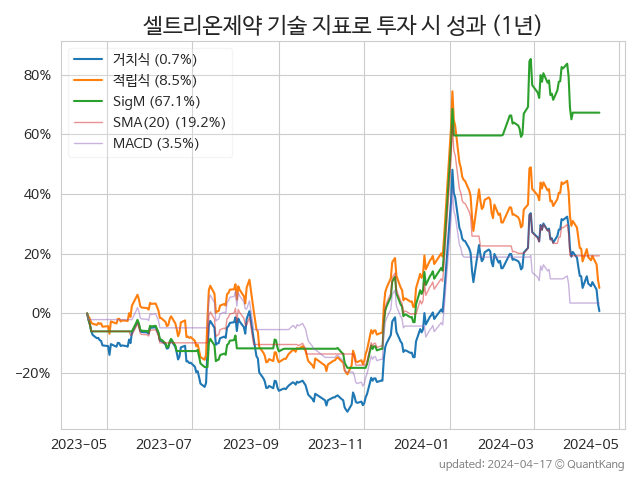 셀트리온제약 기술 지표로 투자 시 성과 (1년)
거치식 (0.7%)
적립식 (8.5%)
SigM (67.1%)
SMA(20) (19.2%)
MACD (3.5%)
80%
60%
40%
20%
0%
−20%
2023-05 2023-07 2023-09 2023-11 2024-01 2024-03 2024-05
updated: 2024-04-17 © QuantKang